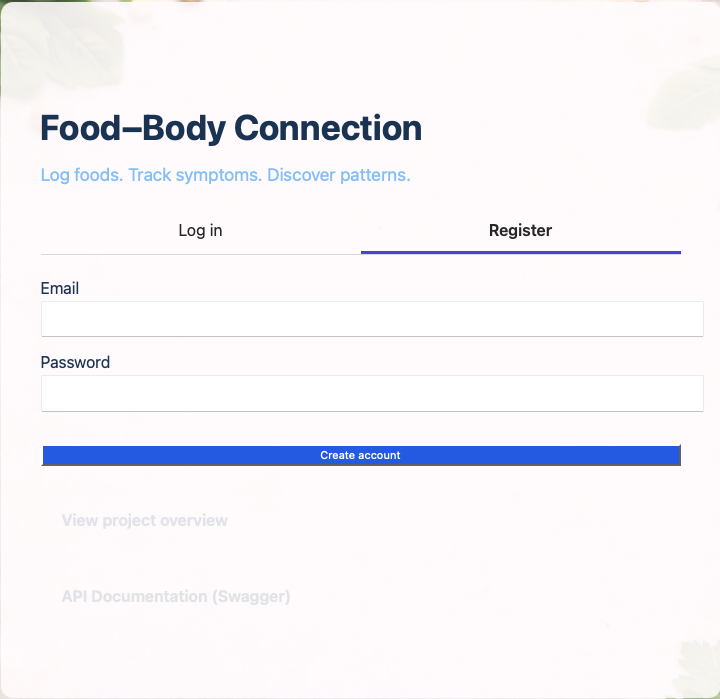 Food–Body Connection
Log foods. Track symptoms. Discover patterns.
Log in
Register
Email
Password
Create account
View project overview
API Documentation (Swagger)